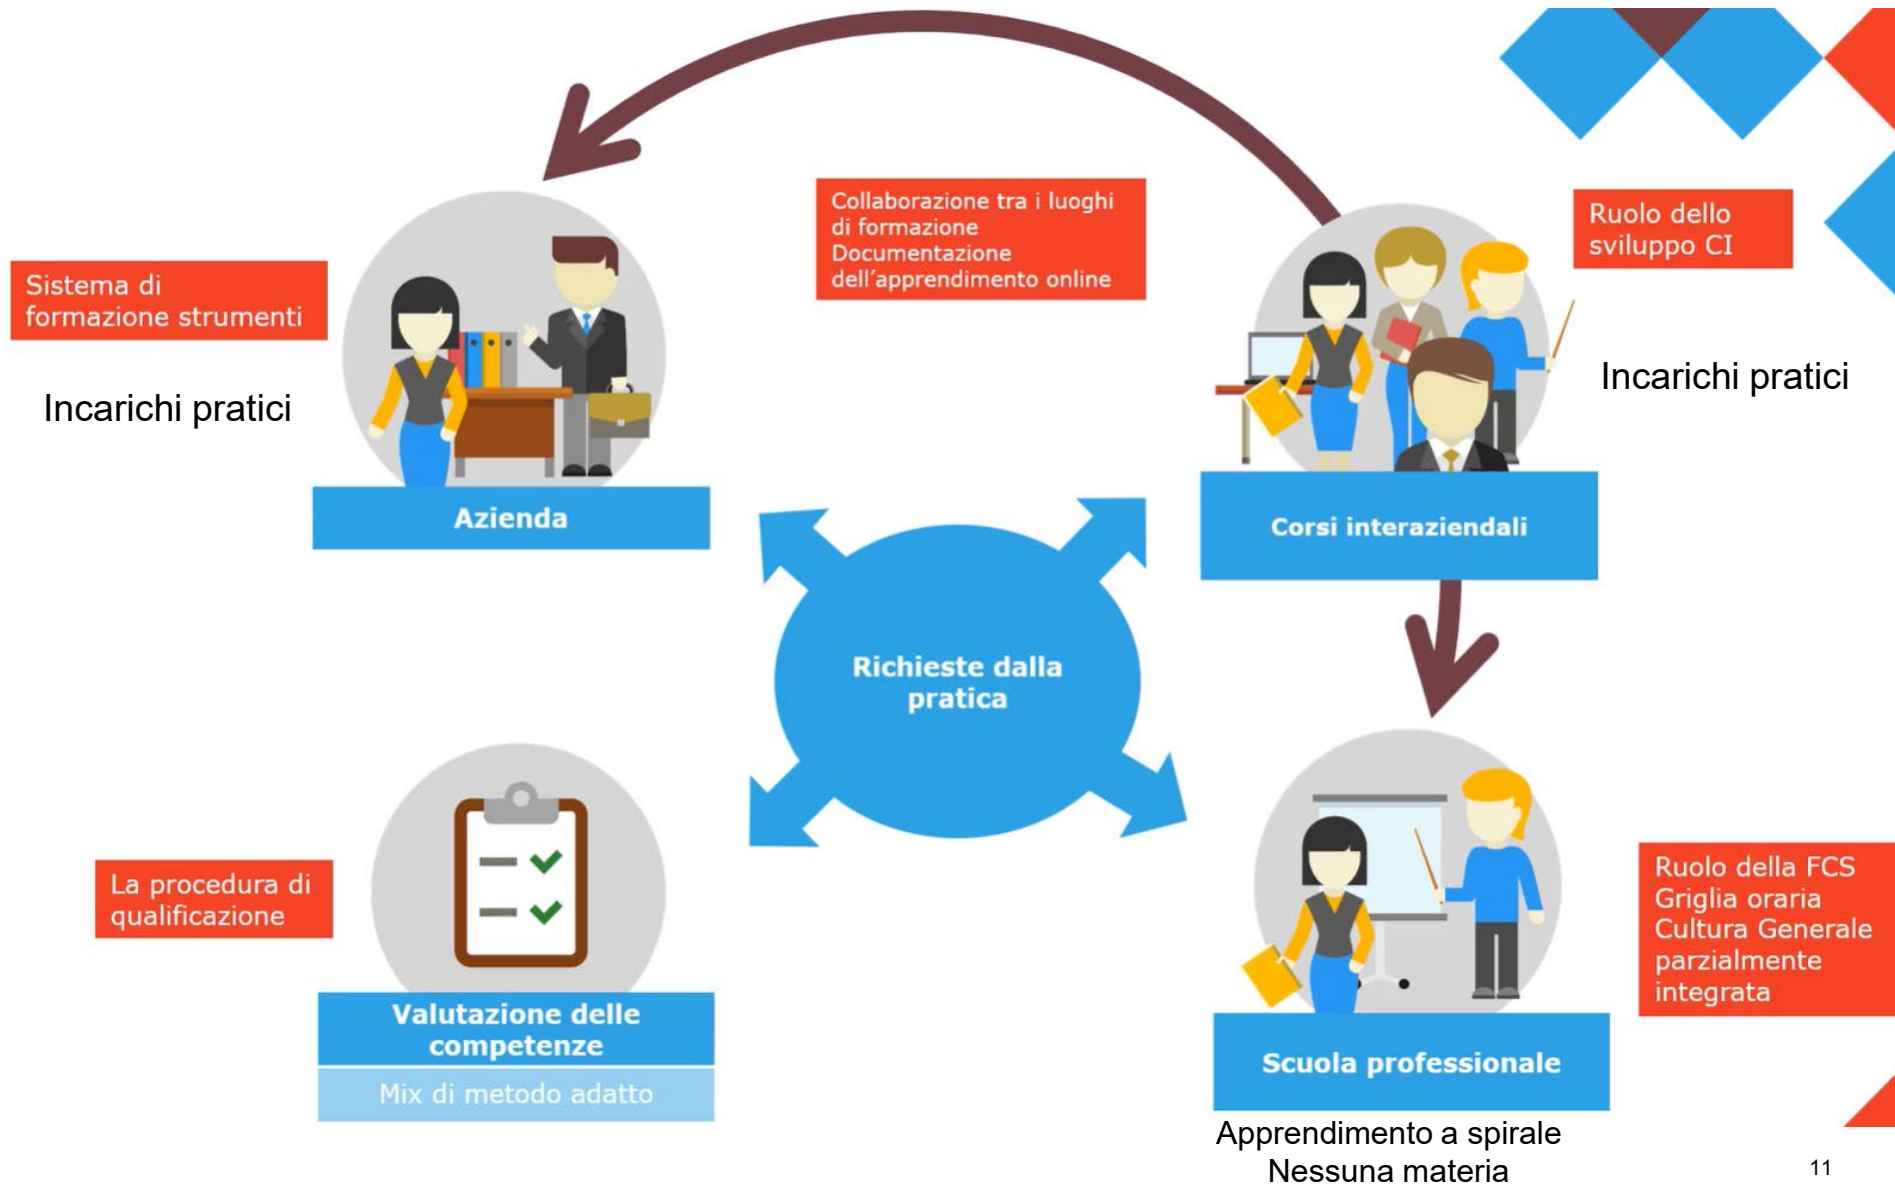 Collaborazione tra i luoghi
di formazione
Documentazione
dell'apprendimento online
Ruolo dello
sviluppo CI
Sistema di
formazione strumenti
Incarichi pratici
Incarichi pratici
Azienda
Corsi interaziendali
Richieste dalla
pratica
La procedura di
qualificazione
Ruolo della FCS
Griglia oraria
Cultura Generale
parzialmente
integrata
Valutazione delle
competenze
Mix di metodo adatto
Scuola professionale
Apprendimento a spirale
Nessuna materia
11